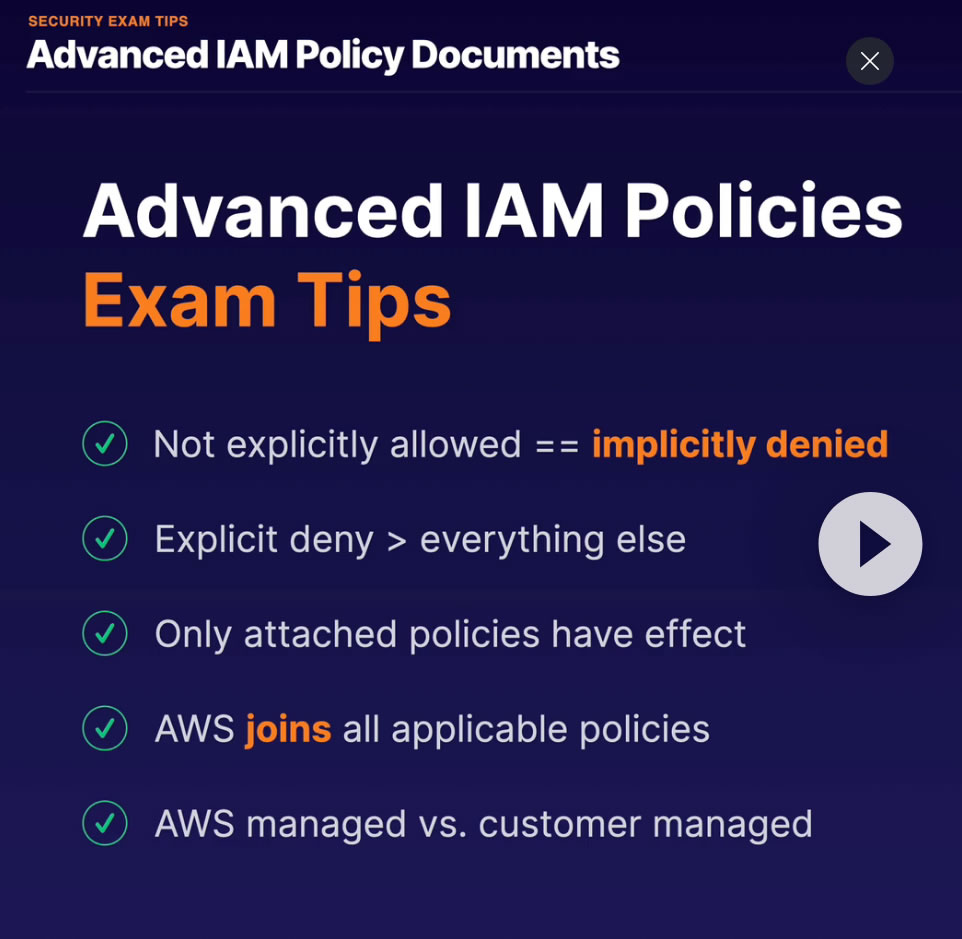 SECURITY EXAM TIPS
Advanced IAM Policy Documents
Advanced IAM Policies
Exam Tips
Not explicitly allowed == implicitly denied
Explicit deny > everything else
Only attached policies have effect
AWS joins all applicable policies
AWS managed vs. customer managed